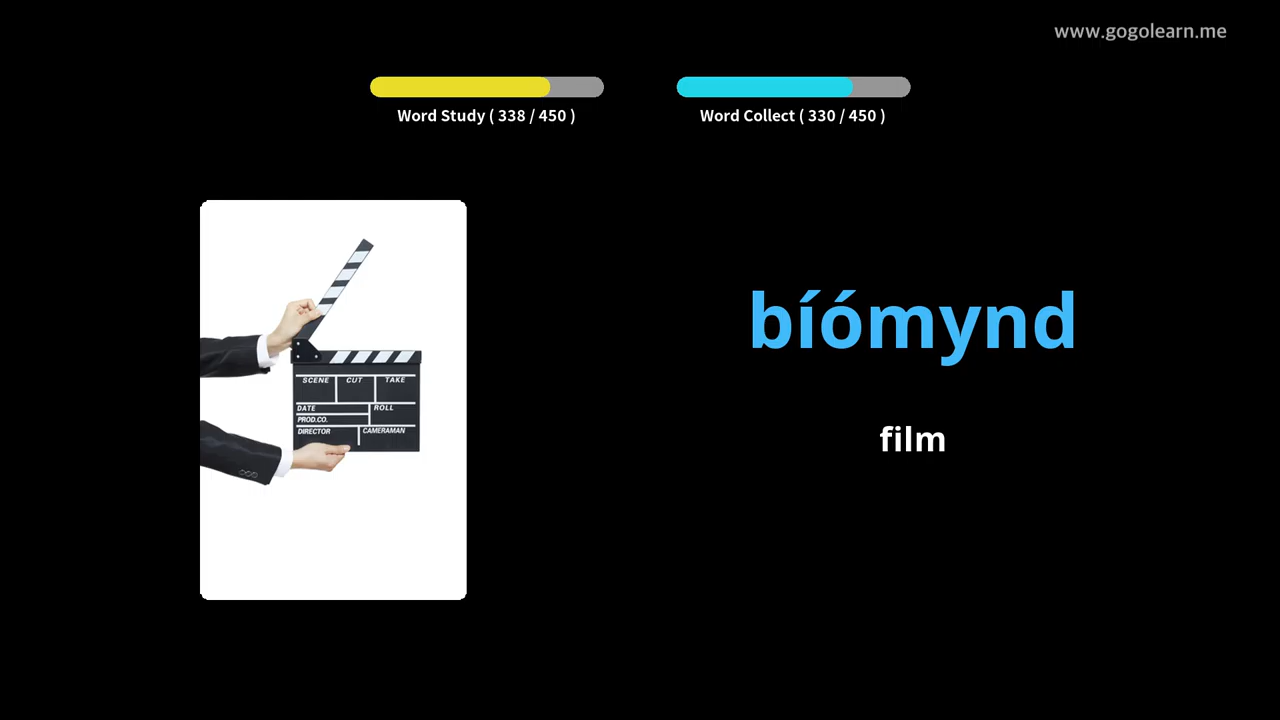 www.gogolearn.me
Word Study ( 338 / 450 )
Word Collect ( 330 / 450 )
SCENE CUT TAKE
DATE ROLL
PROD.CO.
DIRECTOR CAMERAMAN
bíómynd
film